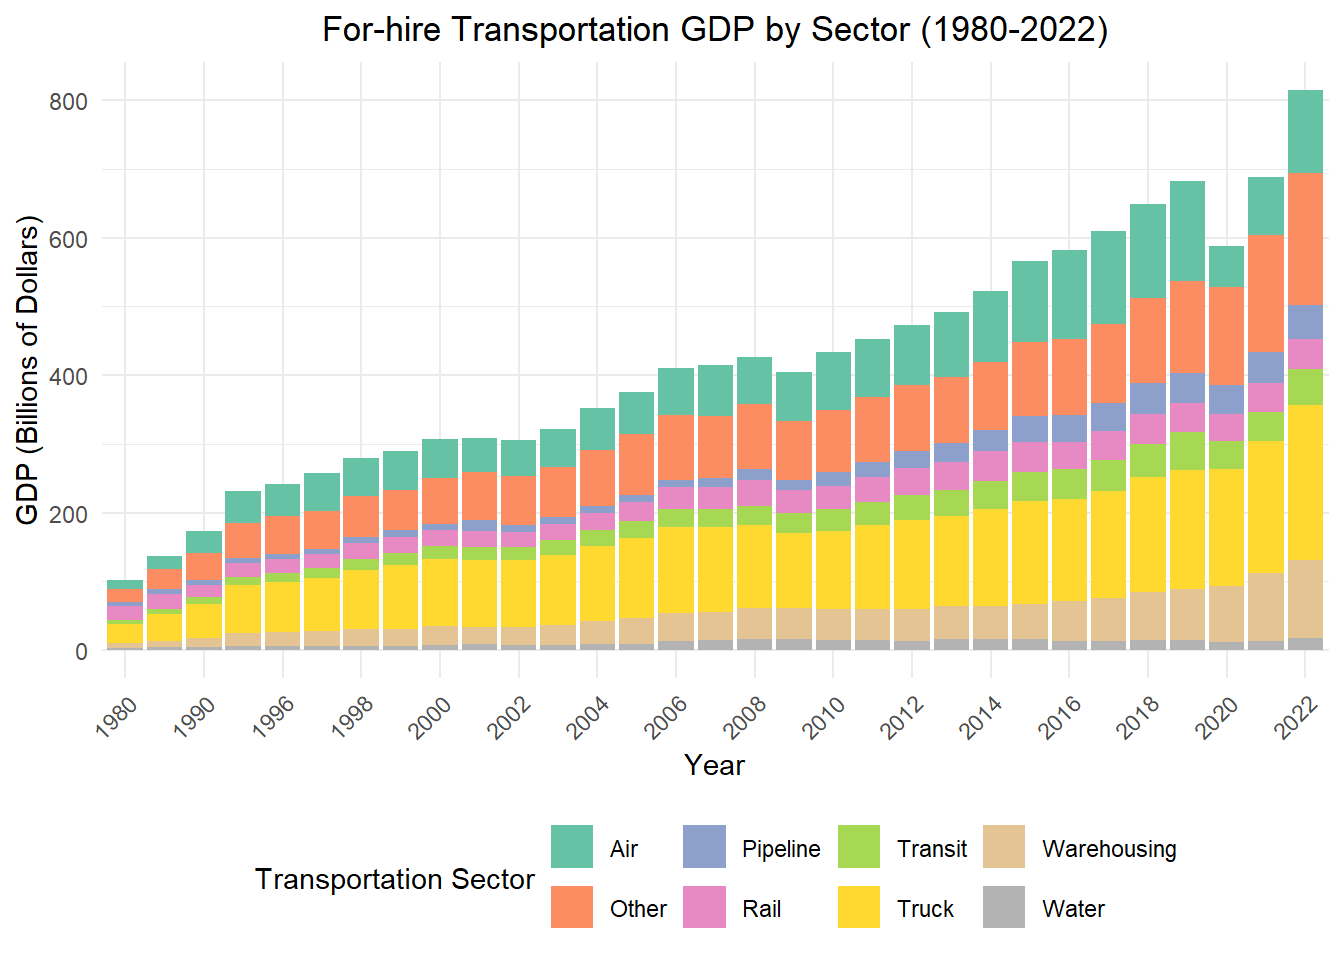 For-hire Transportation GDP by Sector (1980-2022)
GDP (Billions of Dollars)
800
600
400
200
0
1980 1990 1996 1998 2000 2002 2004 2006 2008 2010 2012 2014 2016 2018 2020 2022
Year
Transportation Sector
Air Pipeline Transit Warehousing
Other Rail Truck Water